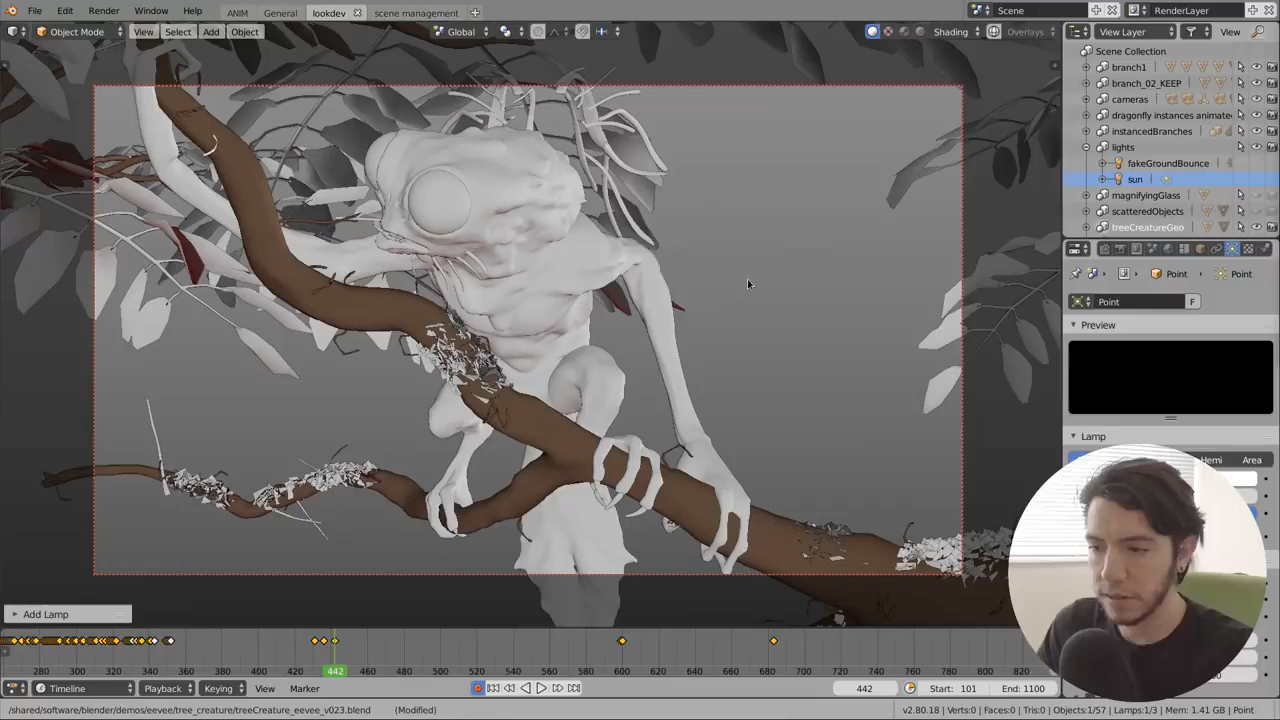 File Edit Render Window Help ANIM General lookdev scene management Scene RenderLayer
Object Mode View Select Add Object Global Shading Overlays View Layer View
Scene Collection
branch1
branch_02_KEEP
cameras
dragonfly instances animate
instancedBranches
lights
fakeGroundBounce
sun
magnifyingGlass
scatteredObjects
treeCreatureGeo
Point Point
Point F
Preview
Lamp
Hemi Area
Add Lamp
280 300 320 340 360 380 400 420 442 460 480 500 520 540 560 580 600 620 640 660 680 700 720 740 760 780 800 820
Timeline Playback Keying View Marker 442 Start: 101 End: 1100
/shared/software/blender/demos/eevee/tree_creature/treeCreature_eevee_v023.blend (Modified) v2.80.18 | Verts:0 | Faces:0 | Tris:0 | Objects:1/57 | Lamps:1/3 | Mem: 1.41 GB | Point